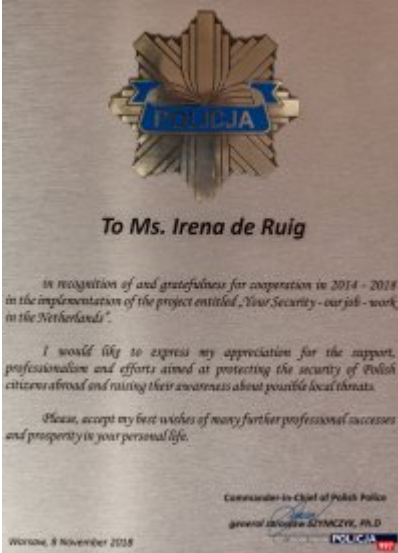 POLICJA
To Ms. Irena de Ruig
in recognition of and gratefulness for cooperation in 2014 - 2018
in the implementation of the project entitled „Your Security - our job - work
in the Netherlands".
I would like to express my appreciation for the support,
professionalism and efforts aimed at protecting the security of Polish
citizens abroad and raising their awareness about possible local threats.
Please, accept my best wishes of many further professional successes
and prosperity in your personal life.
Commander-in-Chief of Polish Police
general SZYMCZYK, Ph.D
Warsaw, 8 November 2018
POLICJA
997